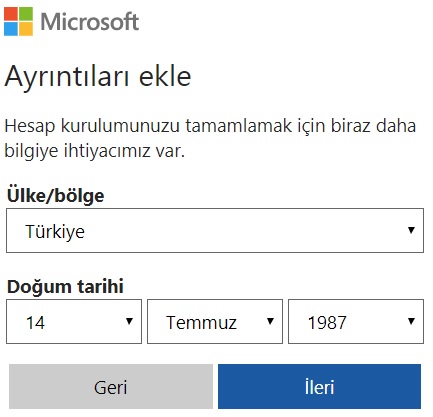 Microsoft
Ayrıntıları ekle
Hesap kurulumunuzu tamamlamak için biraz daha
bilgiye ihtiyacımız var.
Ülke/bölge
Türkiye
Doğum tarihi
14 Temmuz 1987
Geri İleri